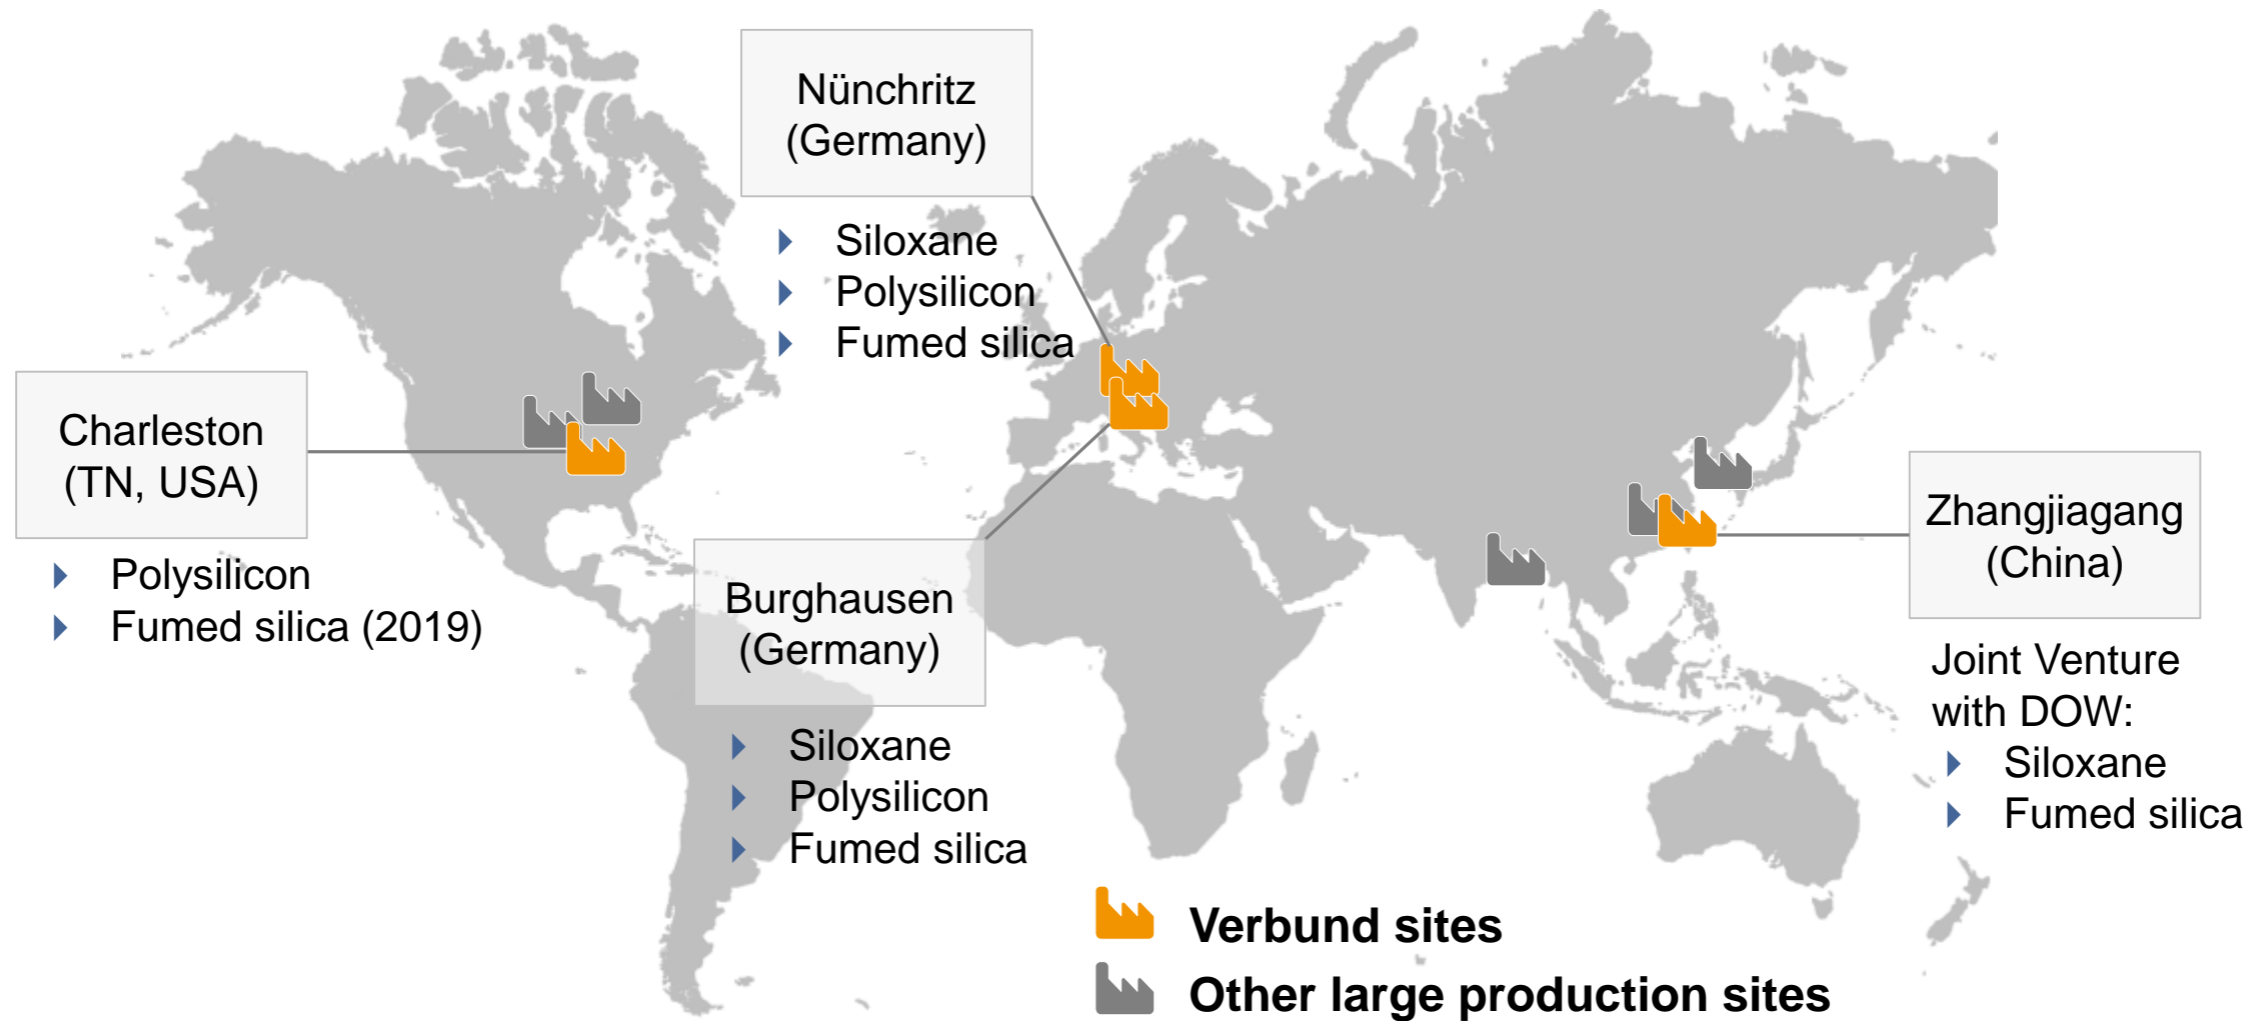 Nünchritz
(Germany)
Siloxane
Polysilicon
Fumed silica
Charleston
(TN, USA)
Polysilicon
Fumed silica (2019)
Burghausen
(Germany)
Siloxane
Polysilicon
Fumed silica
Zhangjiagang
(China)
Joint Venture
with DOW:
Siloxane
Fumed silica
Verbund sites
Other large production sites